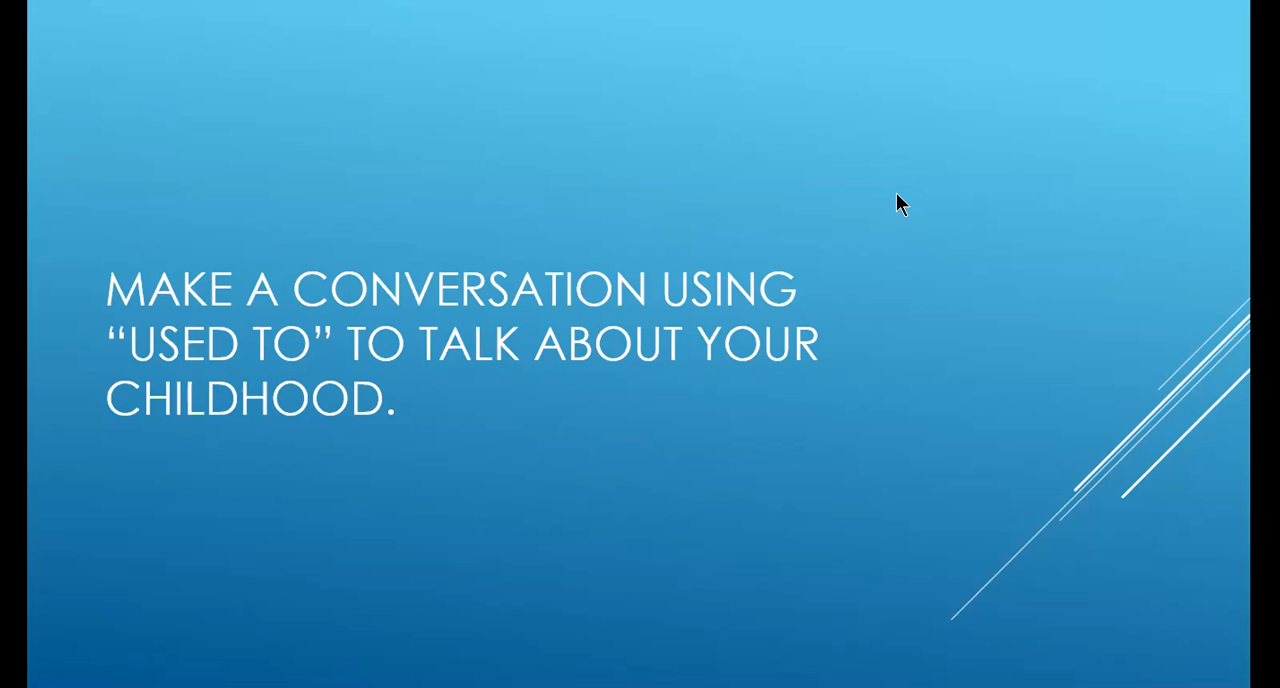 MAKE A CONVERSATION USING
“USED TO” TO TALK ABOUT YOUR
CHILDHOOD.